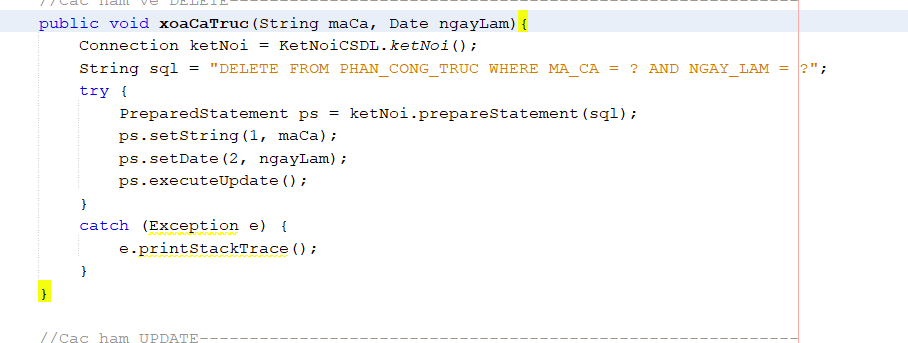 //Cac ham ve DELETE----------------------------------------------------------
public void xoaCaTruc(String maCa, Date ngayLam){
    Connection ketNoi = KetNoiCSDL.ketNoi();
    String sql = "DELETE FROM PHAN_CONG_TRUC WHERE MA_CA = ? AND NGAY_LAM = ?";
    try {
        PreparedStatement ps = ketNoi.prepareStatement(sql);
        ps.setString(1, maCa);
        ps.setDate(2, ngayLam);
        ps.executeUpdate();
    }
    catch (Exception e) {
        e.printStackTrace();
    }
}
//Cac ham UPDATE-------------------------------------------------------------